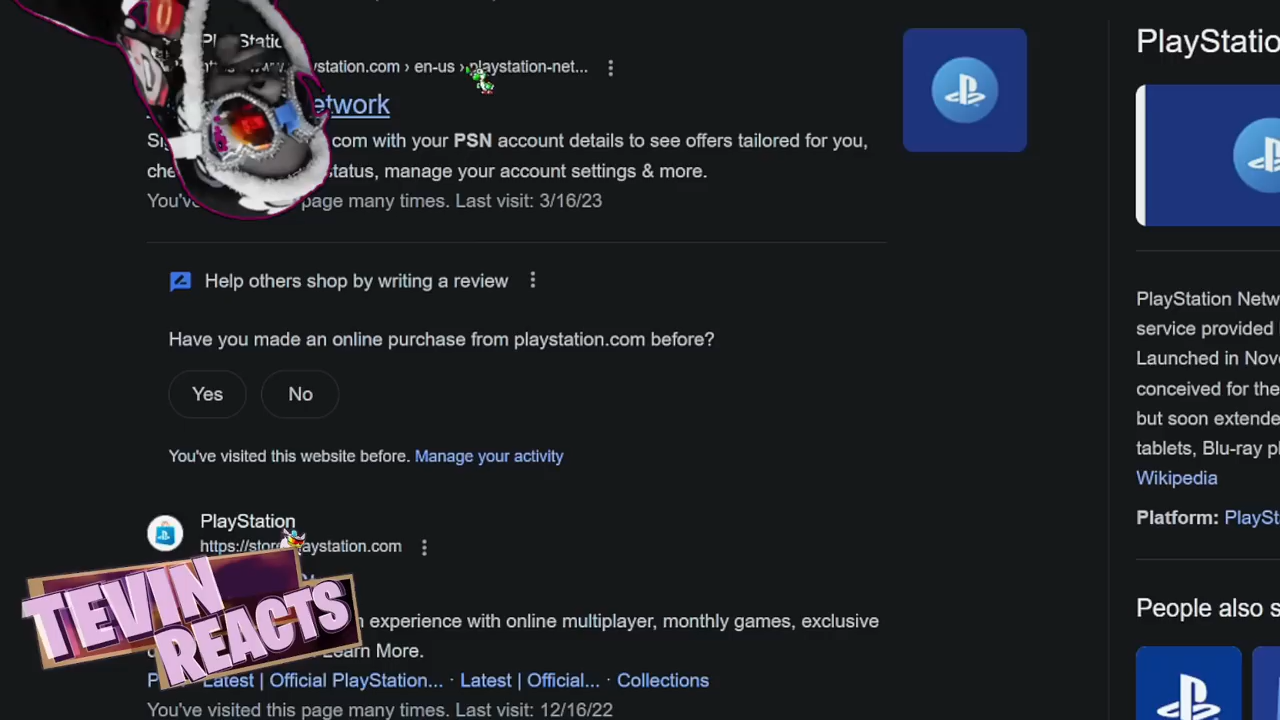 PlayStatio
ystation.com › en-us › playstation-net...
etwork
com with your PSN account details to see offers tailored for you,
status, manage your account settings & more.
You've page many times. Last visit: 3/16/23
Help others shop by writing a review
Have you made an online purchase from playstation.com before?
Yes No
You've visited this website before. Manage your activity
PlayStation
https://store aystation.com
experience with online multiplayer, monthly games, exclusive
Learn More.
Latest | Official PlayStation... · Latest | Official... · Collections
You've visited this page many times. Last visit: 12/16/22
TEVIN
REACTS
PlayStatio
PlayStation Netw
service provided
Launched in Nove
conceived for the
but soon extende
tablets, Blu-ray p
Wikipedia
Platform: PlaySt
People also s